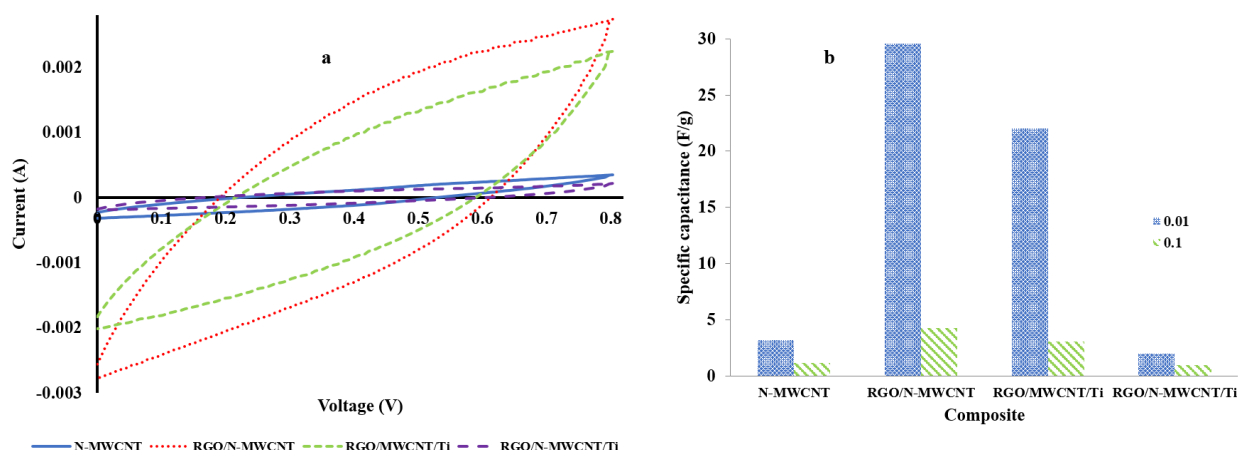 a
0.002
0.001
0
-0.001
-0.002
-0.003
0 0.1 0.2 0.3 0.4 0.5 0.6 0.7 0.8
Current (A)
Voltage (V)
N-MWCNT RGO/N-MWCNT RGO/MWCNT/Ti RGO/N-MWCNT/Ti
b
30
25
20
15
10
5
0
Specific capacitance (F/g)
0.01
0.1
N-MWCNT RGO/N-MWCNT RGO/MWCNT/Ti RGO/N-MWCNT/Ti
Composite